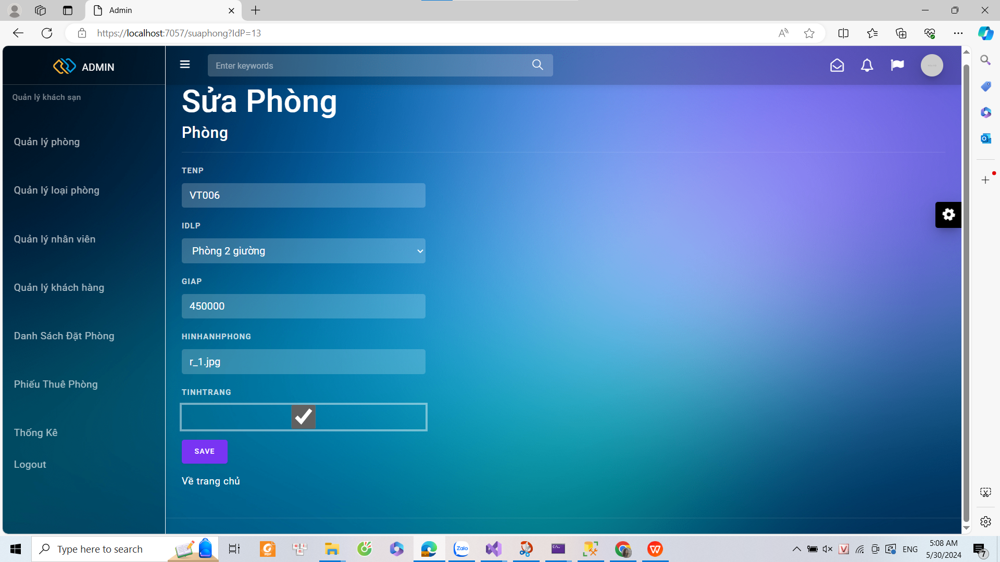 Admin
https://localhost:7057/suaphong?IdP=13
ADMIN
Enter keywords
Quản lý khách sạn
Quản lý phòng
Quản lý loại phòng
Quản lý nhân viên
Quản lý khách hàng
Danh Sách Đặt Phòng
Phiếu Thuê Phòng
Thống Kê
Logout
Sửa Phòng
Phòng
TENP
VT006
IDLP
Phòng 2 giường
GIAP
450000
HINHANHPHONG
r_1.jpg
TINHTRANG
SAVE
Về trang chủ
Type here to search
Zalo
ENG
5:08 AM
5/30/2024
7